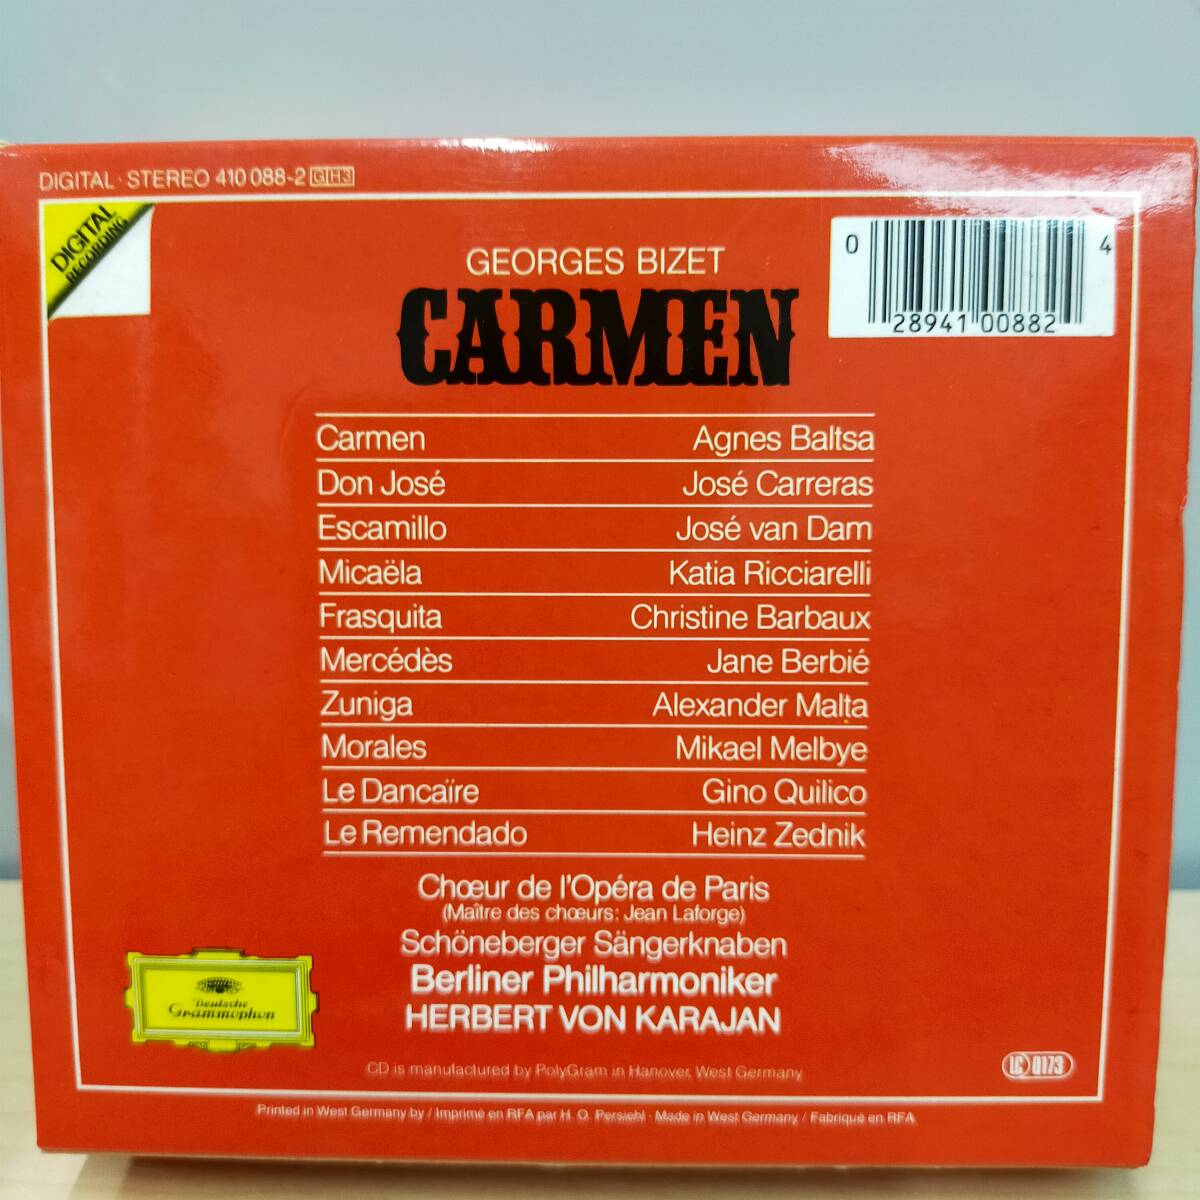 DIGITAL · STEREO 410 088-2 GH3
DIGITAL
RECORDING
GEORGES BIZET
CARMEN
0 28941 00882 4
Carmen Agnes Baltsa
Don José José Carreras
Escamillo José van Dam
Micaëla Katia Ricciarelli
Frasquita Christine Barbaux
Mercédès Jane Berbié
Zuniga Alexander Malta
Morales Mikael Melbye
Le Dancaïre Gino Quilico
Le Remendado Heinz Zednik
Chœur de l'Opéra de Paris
(Maître des chœurs: Jean Laforge)
Schöneberger Sängerknaben
Berliner Philharmoniker
HERBERT VON KARAJAN
Deutsche
Grammophon
CD is manufactured by PolyGram in Hanover, West Germany
LC 0173
Printed in West Germany by / Imprimé en RFA par H. O. Persiehl · Made in West Germany / Fabriqué en RFA